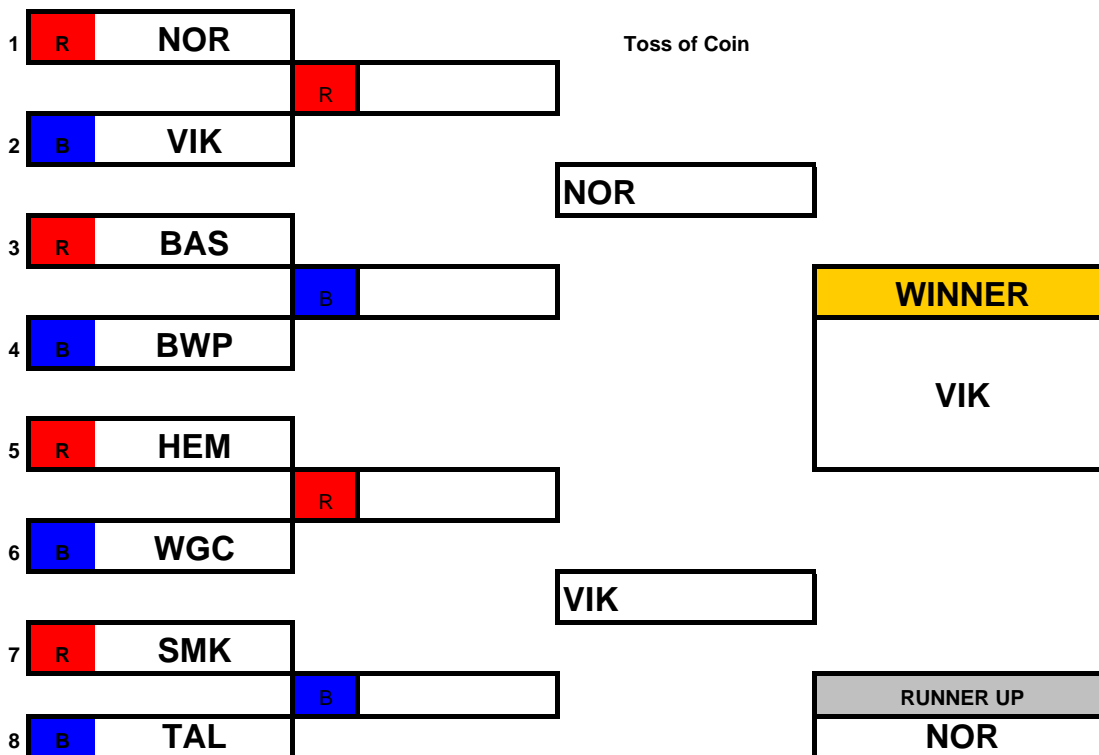 1 R NOR Toss of Coin
R
2 B VIK
NOR
3 R BAS
B WINNER
4 B BWP
VIK
5 R HEM
R
6 B WGC
VIK
7 R SMK
B RUNNER UP
8 B TAL NOR